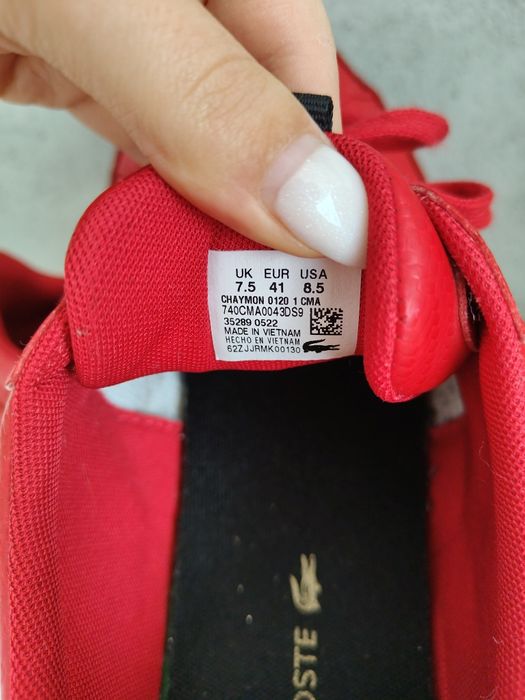 UK EUR USA
7.5 41 8.5
CHAYMON 0120 1 CMA
740CMA0043DS9
35289 0522
MADE IN VIETNAM
HECHO EN VIETNAM
62ZJJRMK00130